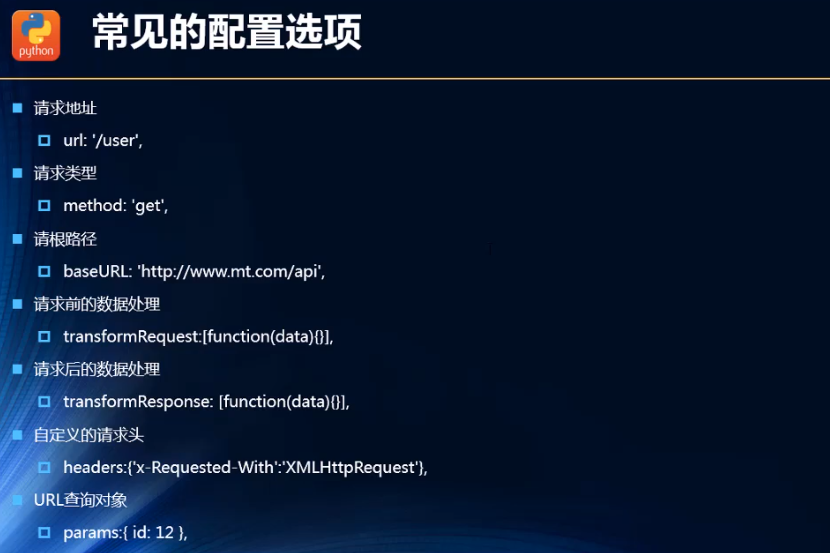 python
常见的配置选项
请求地址
url: '/user',
请求类型
method: 'get',
请根路径
baseURL: 'http://www.mt.com/api',
请求前的数据处理
transformRequest:[function(data){}],
请求后的数据处理
transformResponse: [function(data){}],
自定义的请求头
headers:{'x-Requested-With':'XMLHttpRequest'},
URL查询对象
params:{ id: 12 },